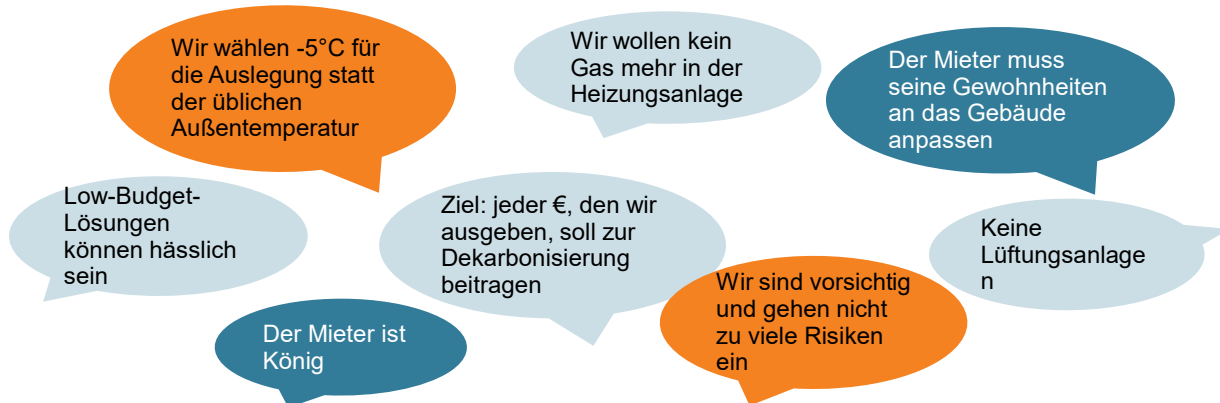 Wir wählen -5°C für
die Auslegung statt
der üblichen
Außentemperatur
Wir wollen kein
Gas mehr in der
Heizungsanlage
Der Mieter muss
seine Gewohnheiten
an das Gebäude
anpassen
Low-Budget-
Lösungen
können hässlich
sein
Ziel: jeder €, den wir
ausgeben, soll zur
Dekarbonisierung
beitragen
Keine
Lüftungsanlage
n
Wir sind vorsichtig
und gehen nicht
zu viele Risiken
ein
Der Mieter ist
König